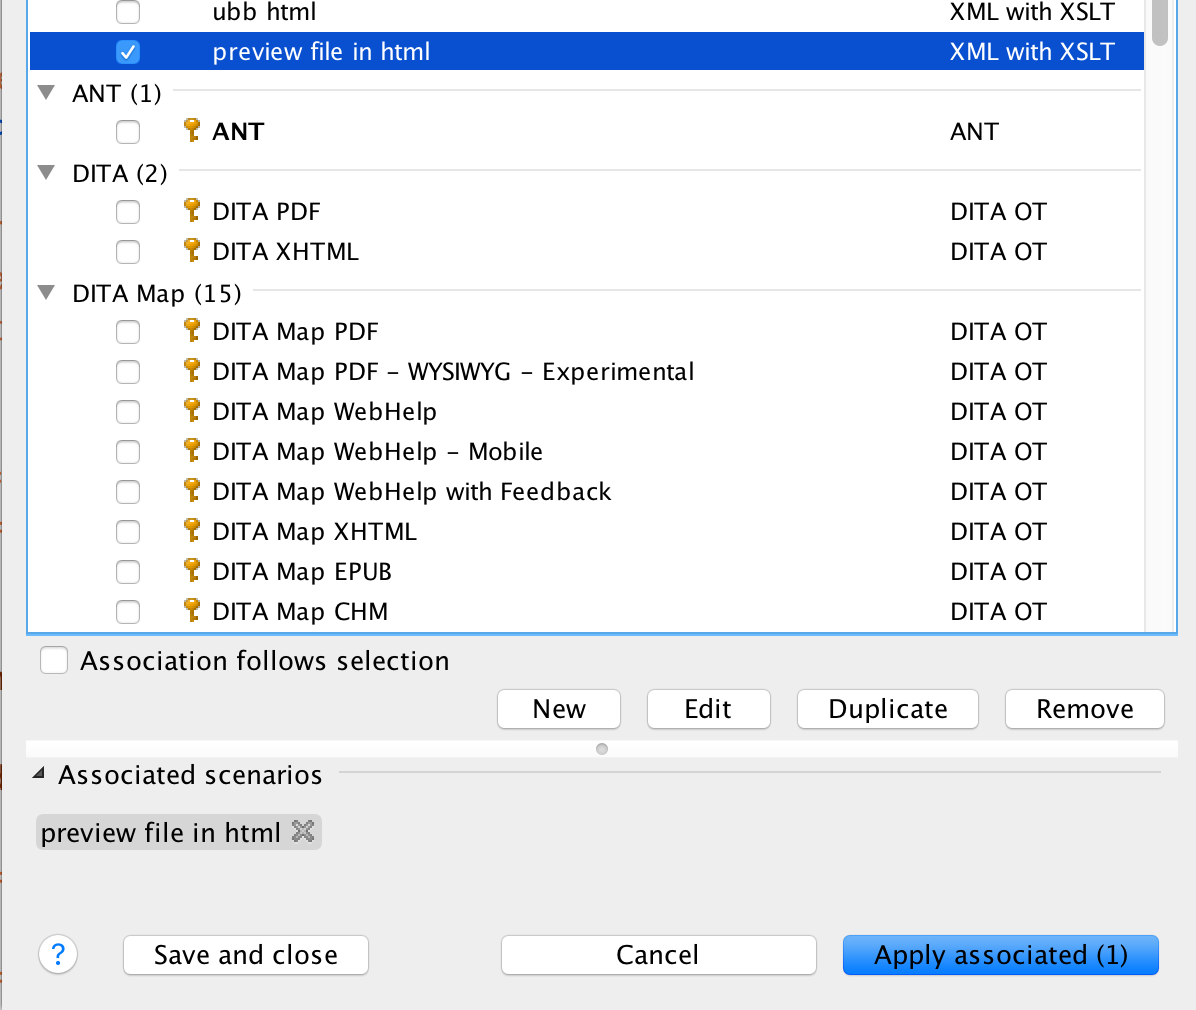 ubb html XML with XSLT
preview file in html XML with XSLT
ANT (1)
ANT ANT
DITA (2)
DITA PDF DITA OT
DITA XHTML DITA OT
DITA Map (15)
DITA Map PDF DITA OT
DITA Map PDF – WYSIWYG – Experimental DITA OT
DITA Map WebHelp DITA OT
DITA Map WebHelp – Mobile DITA OT
DITA Map WebHelp with Feedback DITA OT
DITA Map XHTML DITA OT
DITA Map EPUB DITA OT
DITA Map CHM DITA OT
Association follows selection
New Edit Duplicate Remove
Associated scenarios
preview file in html
? Save and close Cancel Apply associated (1)